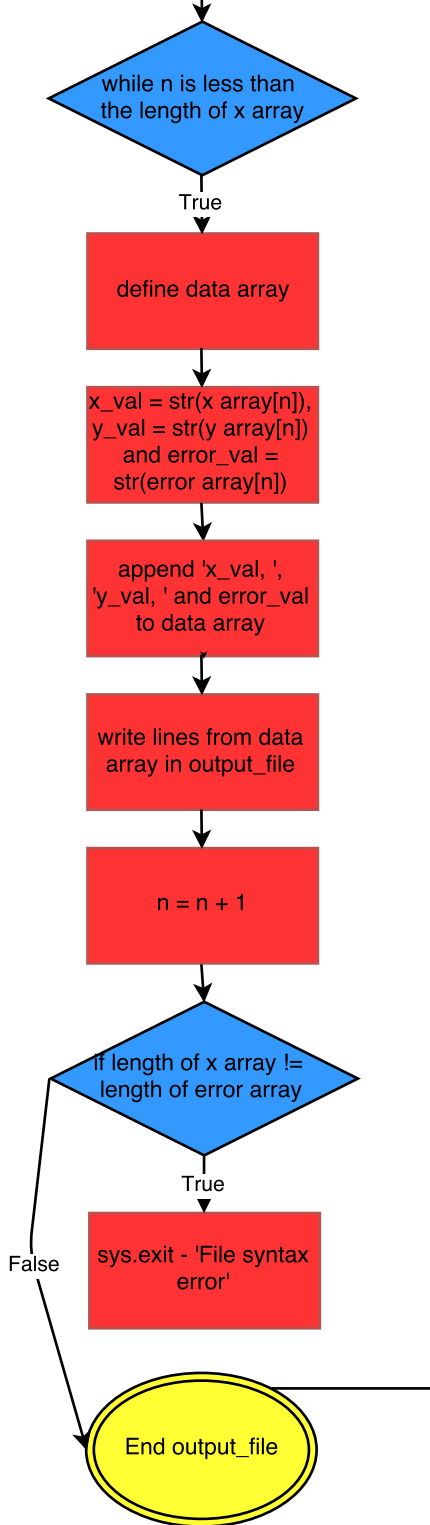 while n is less than
the length of x array
True
define data array
x_val = str(x array[n]),
y_val = str(y array[n])
and error_val =
str(error array[n])
append 'x_val, ',
'y_val, ' and error_val
to data array
write lines from data
array in output_file
n = n + 1
if length of x array !=
length of error array
True
False
sys.exit - 'File syntax
error'
End output_file